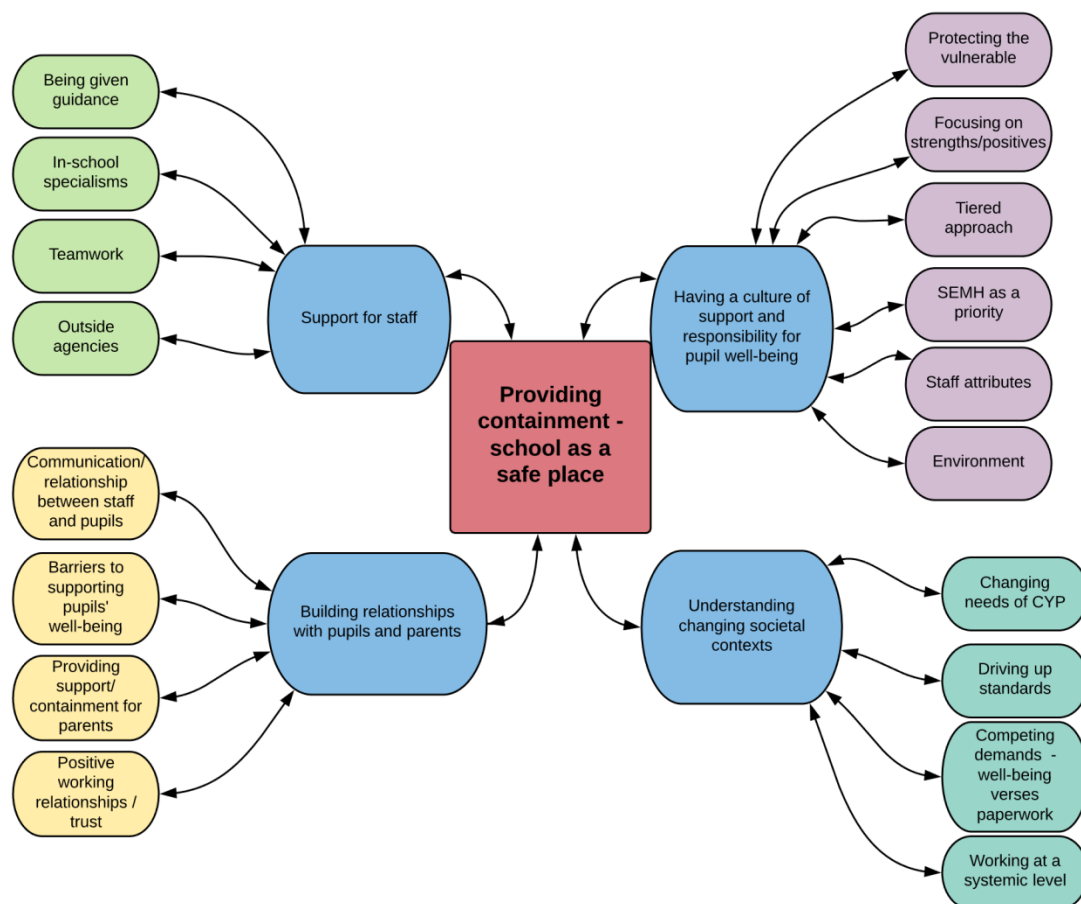 Being given
guidance
In-school
specialisms
Teamwork
Outside
agencies
Support for staff
Protecting the
vulnerable
Focusing on
strengths/positives
Tiered
approach
SEMH as a
priority
Staff attributes
Environment
Having a culture of
support and
responsibility for
pupil well-being
Providing
containment -
school as a
safe place
Communication/
relationship
between staff
and pupils
Barriers to
supporting
pupils'
well-being
Providing
support/
containment for
parents
Positive
working
relationships /
trust
Building relationships
with pupils and parents
Understanding
changing societal
contexts
Changing
needs of CYP
Driving up
standards
Competing
demands -
well-being
verses
paperwork
Working at a
systemic level